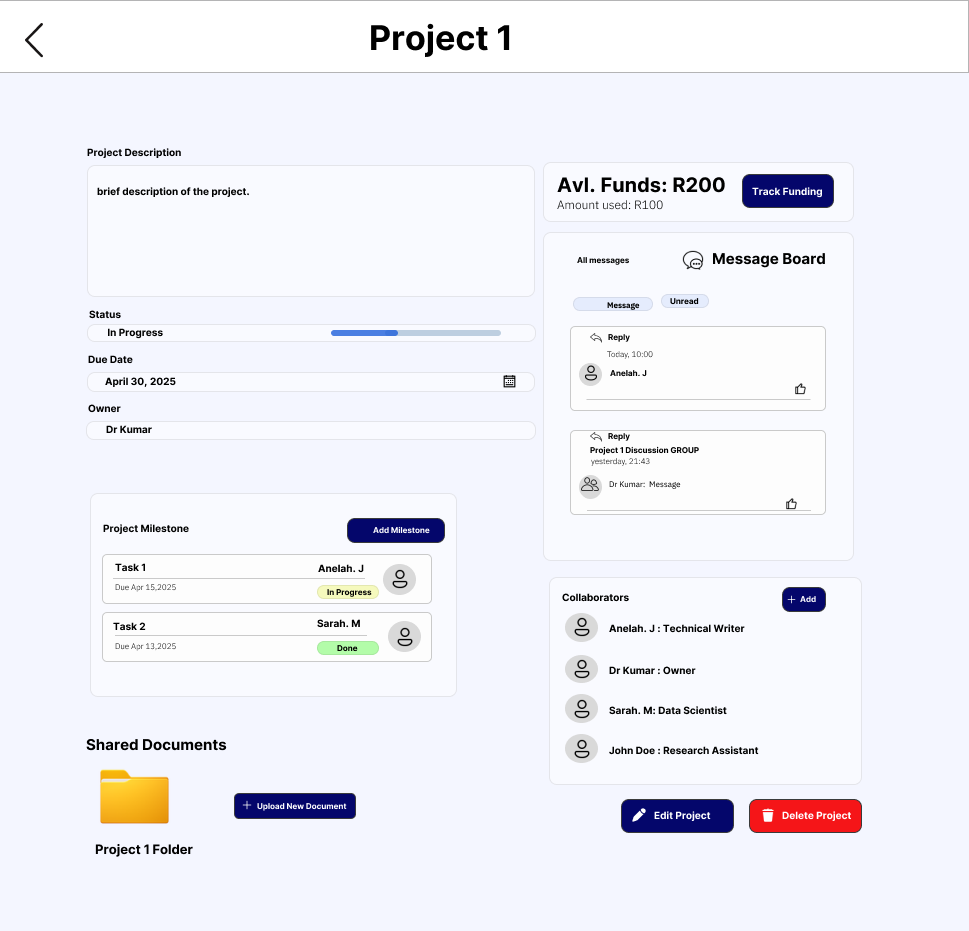 Project 1
Project Description
brief description of the project.
Status
In Progress
Due Date
April 30, 2025
Owner
Dr Kumar
Avl. Funds: R200
Amount used: R100
Track Funding
All messages
Message Board
Message
Unread
Reply
Today, 10:00
Anelah. J
Reply
Project 1 Discussion GROUP
yesterday, 21:43
Dr Kumar: Message
Project Milestone
Add Milestone
Task 1
Anelah. J
Due Apr 15,2025
In Progress
Task 2
Sarah. M
Due Apr 13,2025
Done
Collaborators
+ Add
Anelah. J : Technical Writer
Dr Kumar : Owner
Sarah. M: Data Scientist
John Doe : Research Assistant
Shared Documents
+ Upload New Document
Project 1 Folder
Edit Project
Delete Project